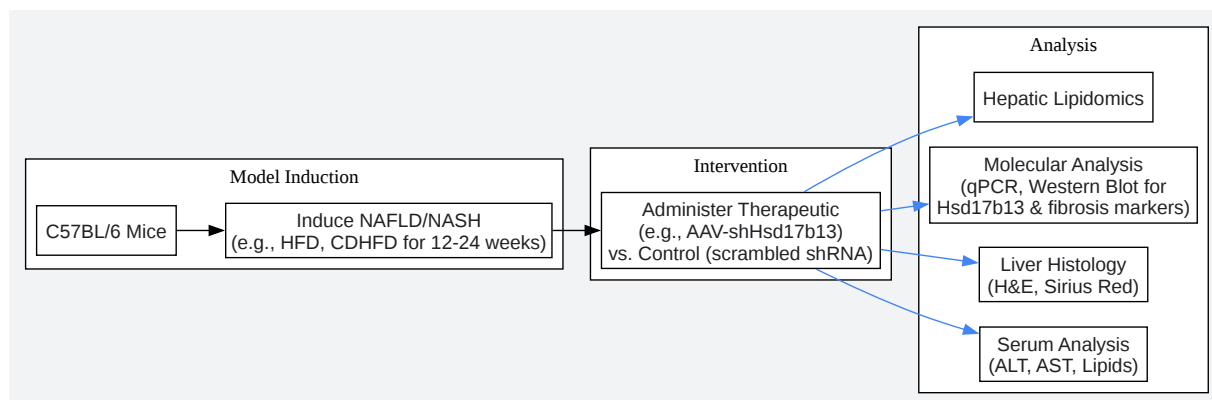 Model Induction
C57BL/6 Mice
Induce NAFLD/NASH
(e.g., HFD, CDHFD for 12-24 weeks)
Intervention
Administer Therapeutic
(e.g., AAV-shHsd17b13)
vs. Control (scrambled shRNA)
Analysis
Hepatic Lipidomics
Molecular Analysis
(qPCR, Western Blot for
Hsd17b13 & fibrosis markers)
Liver Histology
(H&E, Sirius Red)
Serum Analysis
(ALT, AST, Lipids)